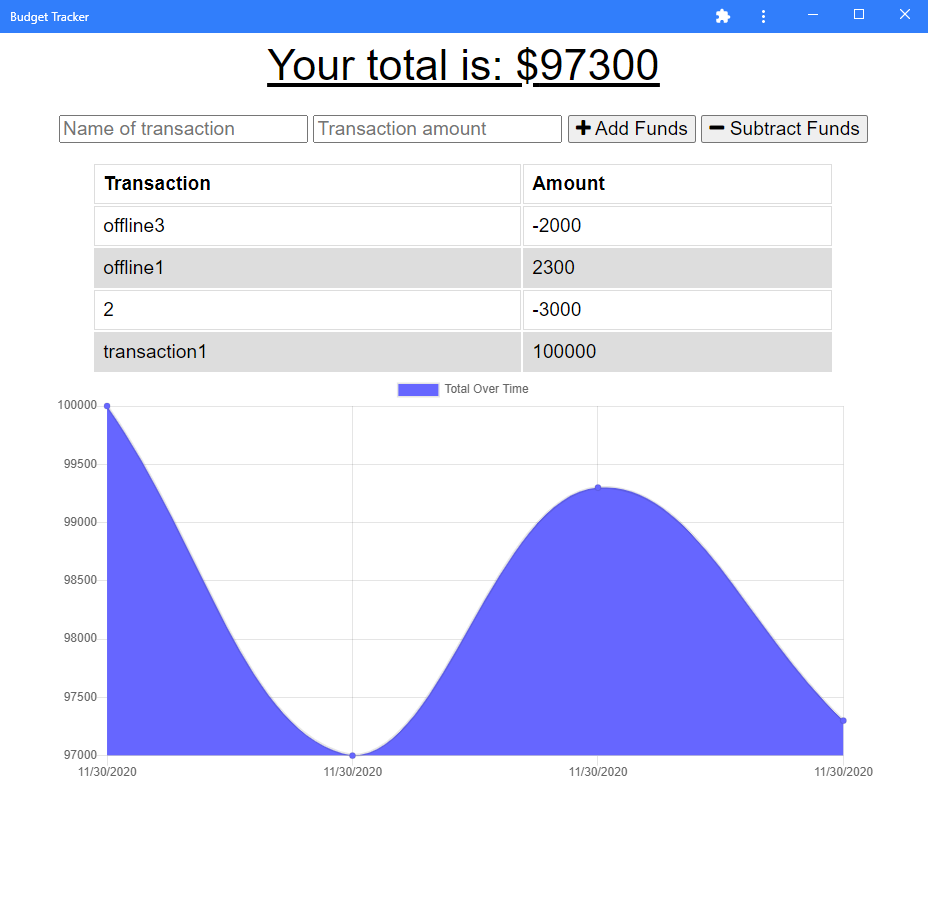 Budget Tracker
Your total is: $97300
Name of transaction Transaction amount Add Funds Subtract Funds
Transaction Amount
offline3 -2000
offline1 2300
2 -3000
transaction1 100000
Total Over Time
100000
99500
99000
98500
98000
97500
97000
11/30/2020 11/30/2020 11/30/2020 11/30/2020